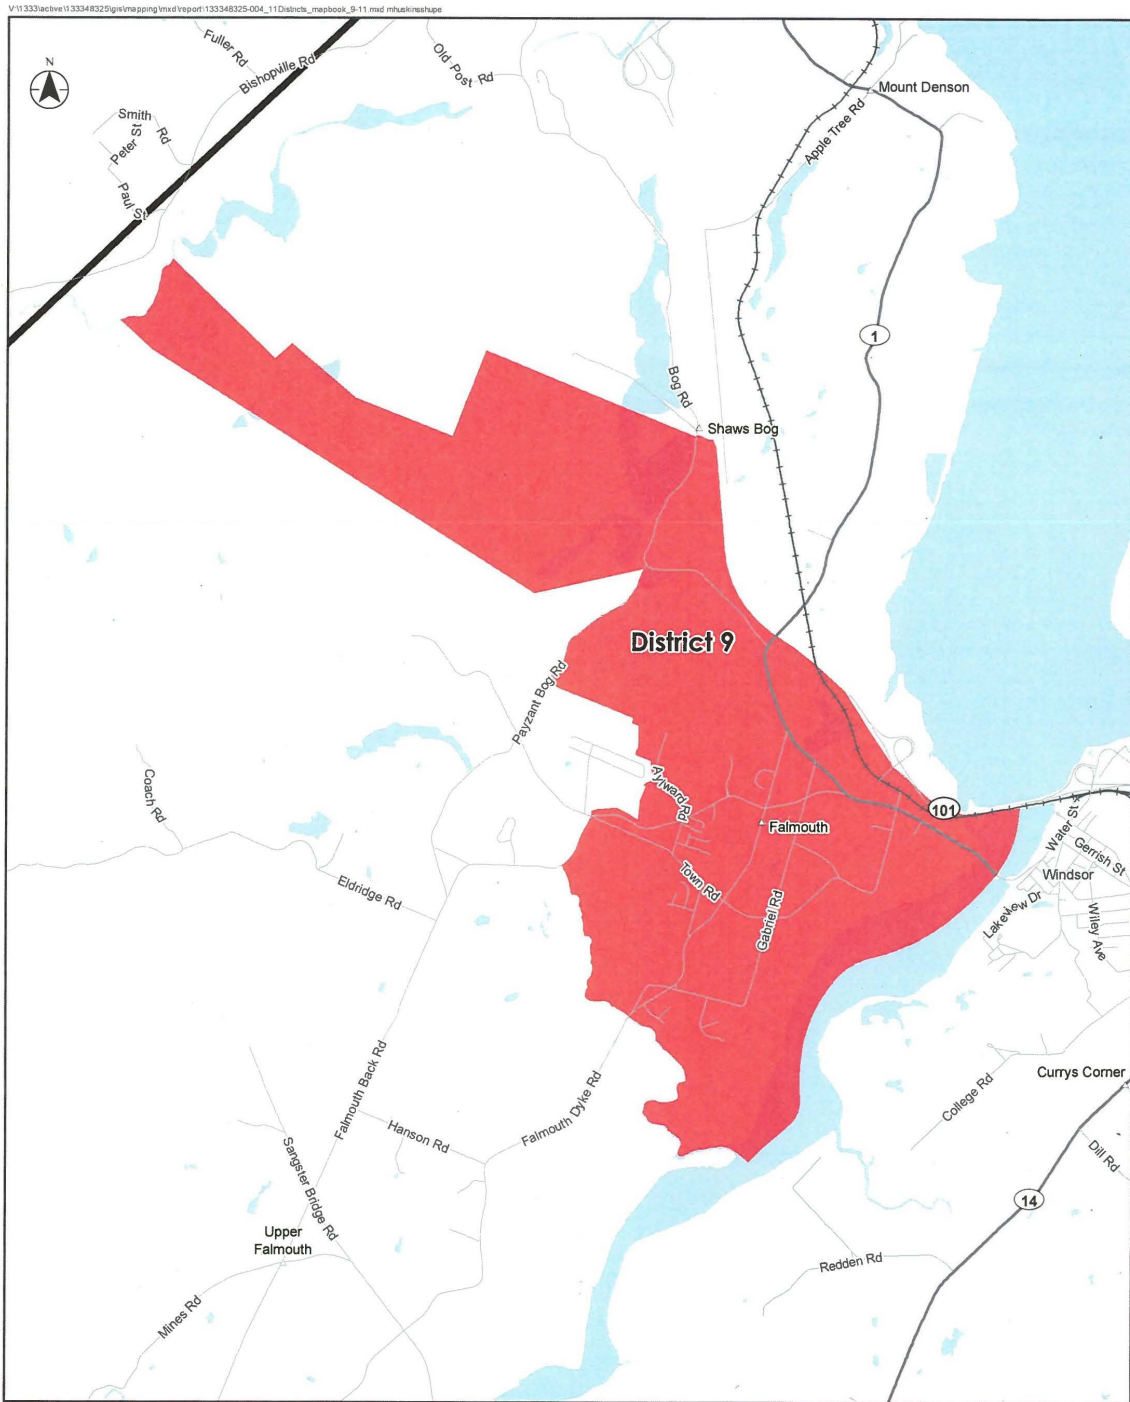 V:\1333\active\133348325\gis\mapping\mxd\report\133348325-004_11Districts_mapbook_9-11.mxd mhuskinsshupe
N
Fuller Rd
Bishopville Rd
Old Post Rd
Mount Denson
Smith Rd
Peter St
Apple Tree Rd
Paul St
1
Bog Rd
Shaws Bog
District 9
Payzant Bog Rd
Coach Rd
Aylward Rd
101
Falmouth
Water St
Gerrish St
Eldridge Rd
Town Rd
Windsor
Lakeview Dr
Gabriel Rd
Wiley Ave
Falmouth Back Rd
Currys Corner
College Rd
Falmouth Dyke Rd
Hanson Rd
Dill Rd
Sangster Bridge Rd
14
Upper
Falmouth
Redden Rd
Mines Rd